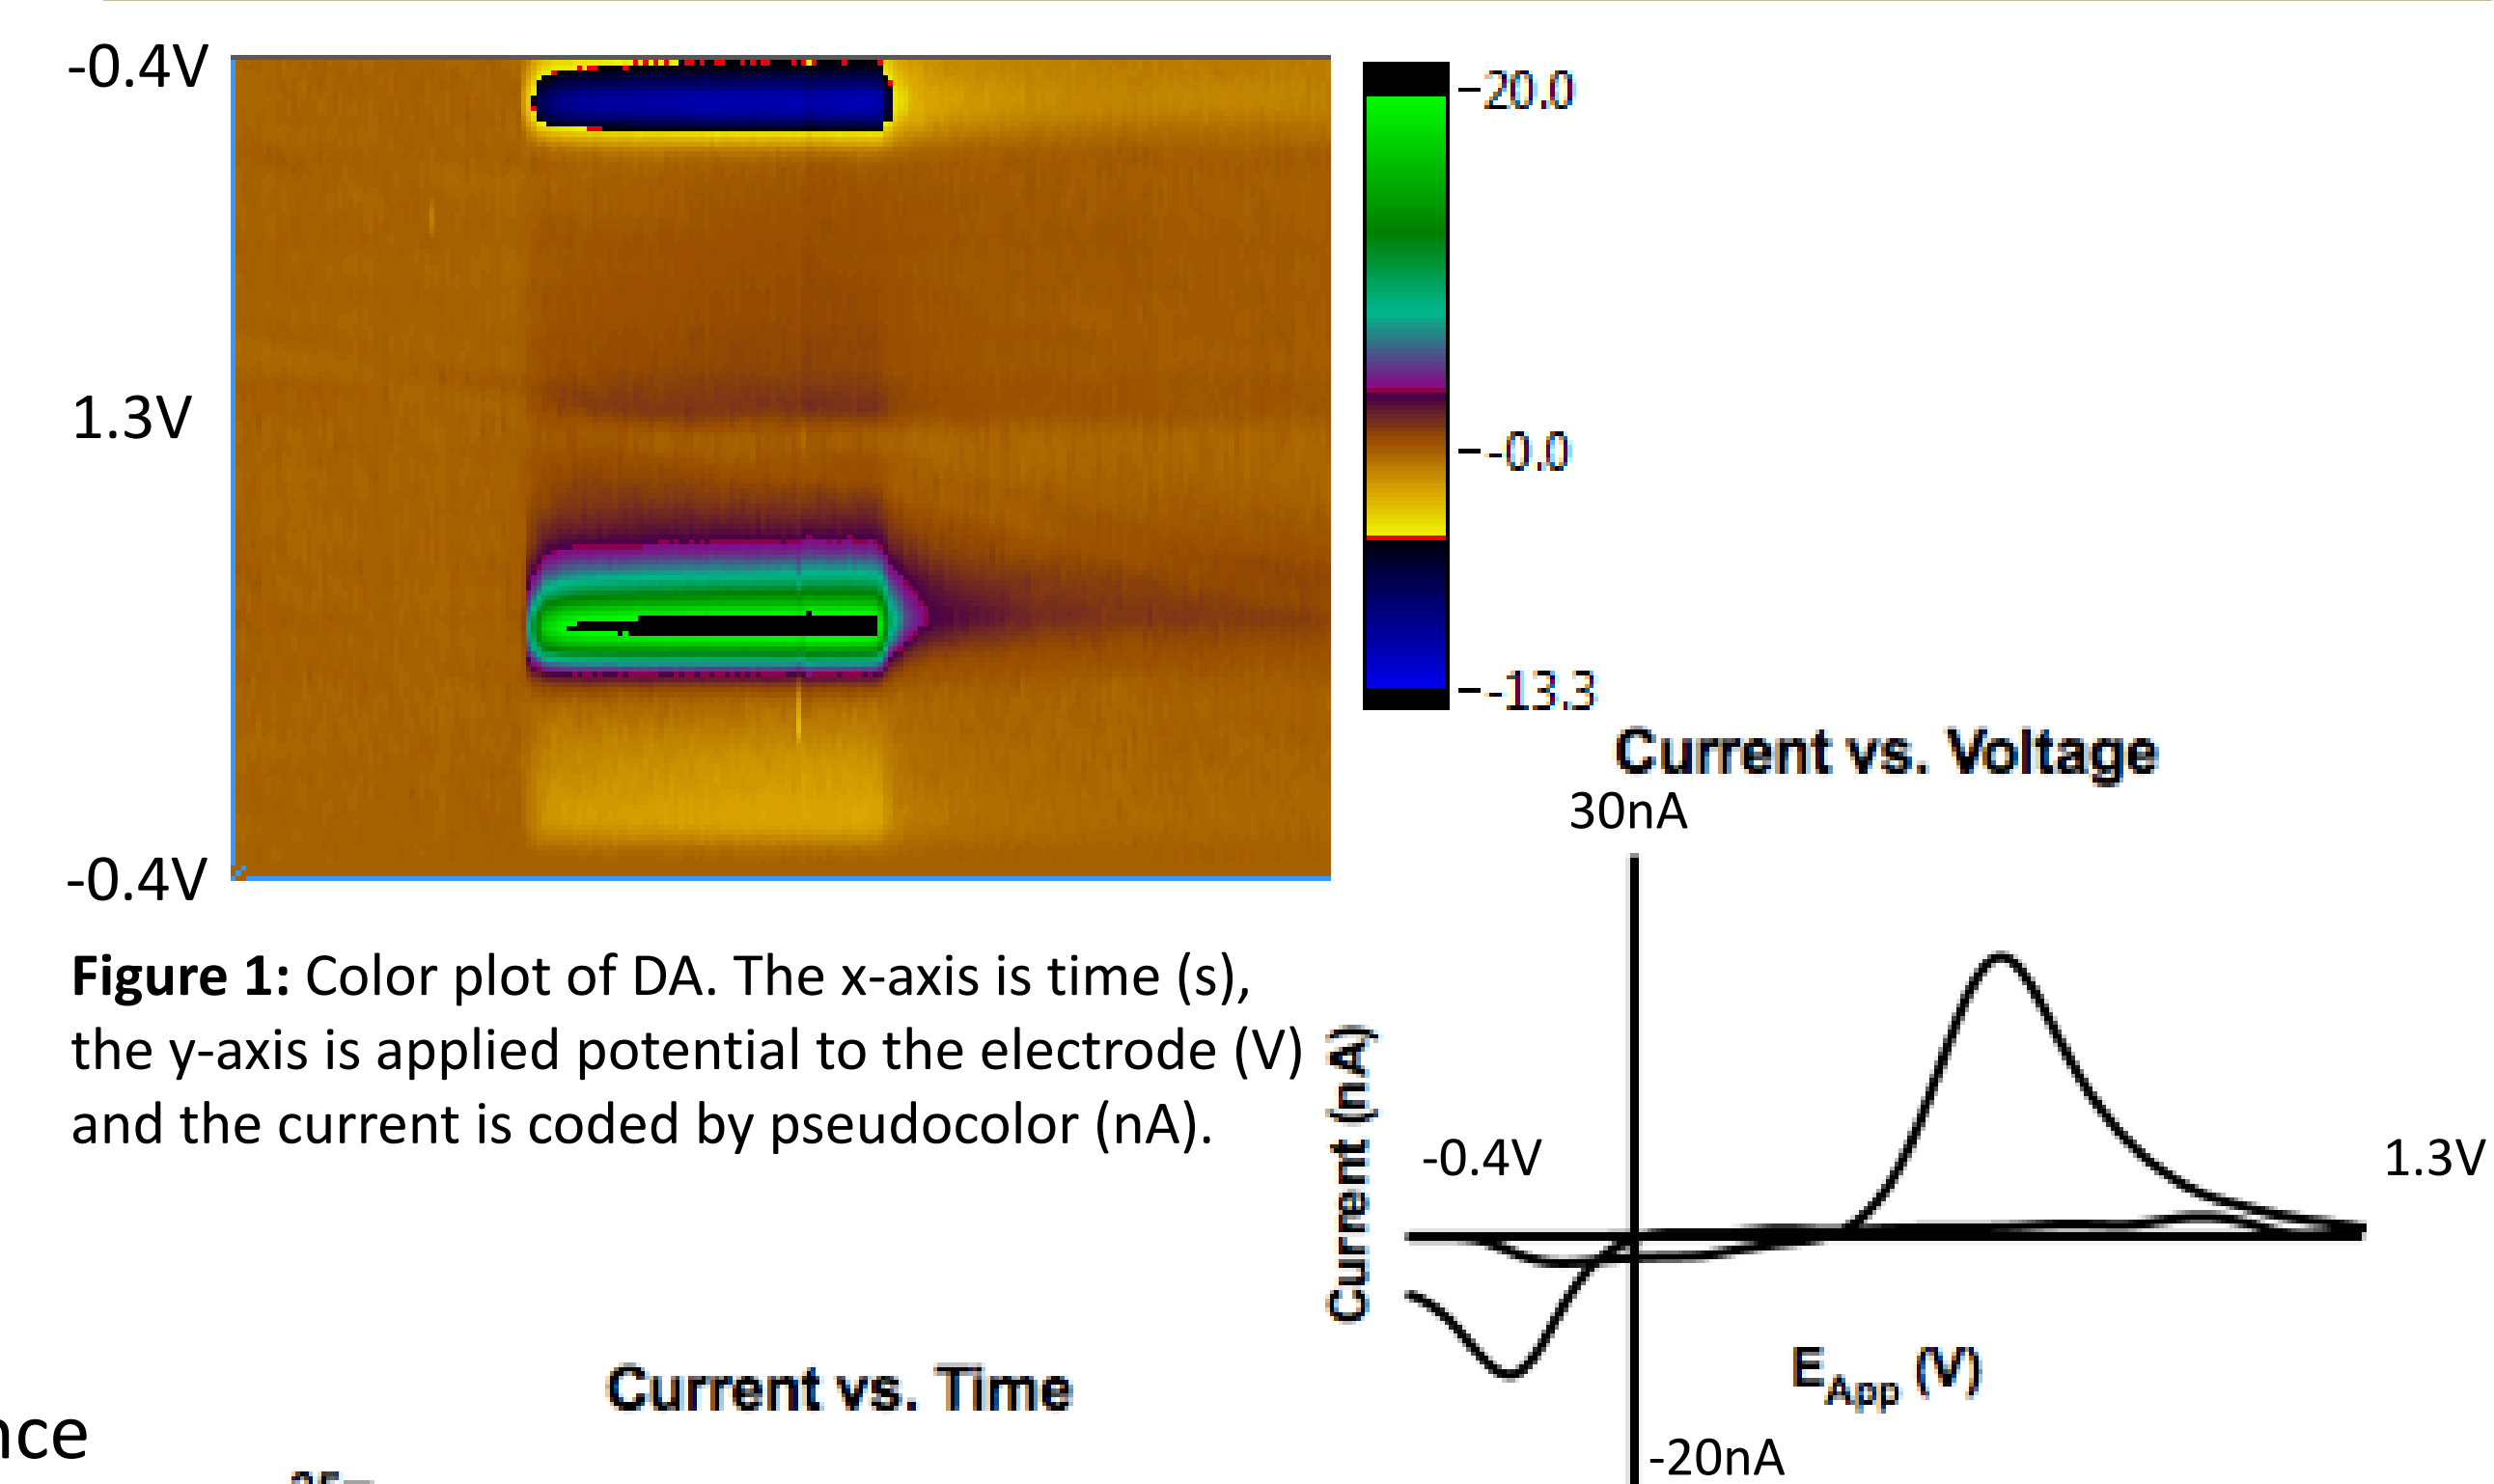 -0.4V
1.3V
-0.4V
-20.0
-0.0
-13.3
Figure 1: Color plot of DA. The x-axis is time (s),
the y-axis is applied potential to the electrode (V)
and the current is coded by pseudocolor (nA).
Current vs. Voltage
30nA
Current (nA)
-0.4V
1.3V
EApp (V)
-20nA
Current vs. Time